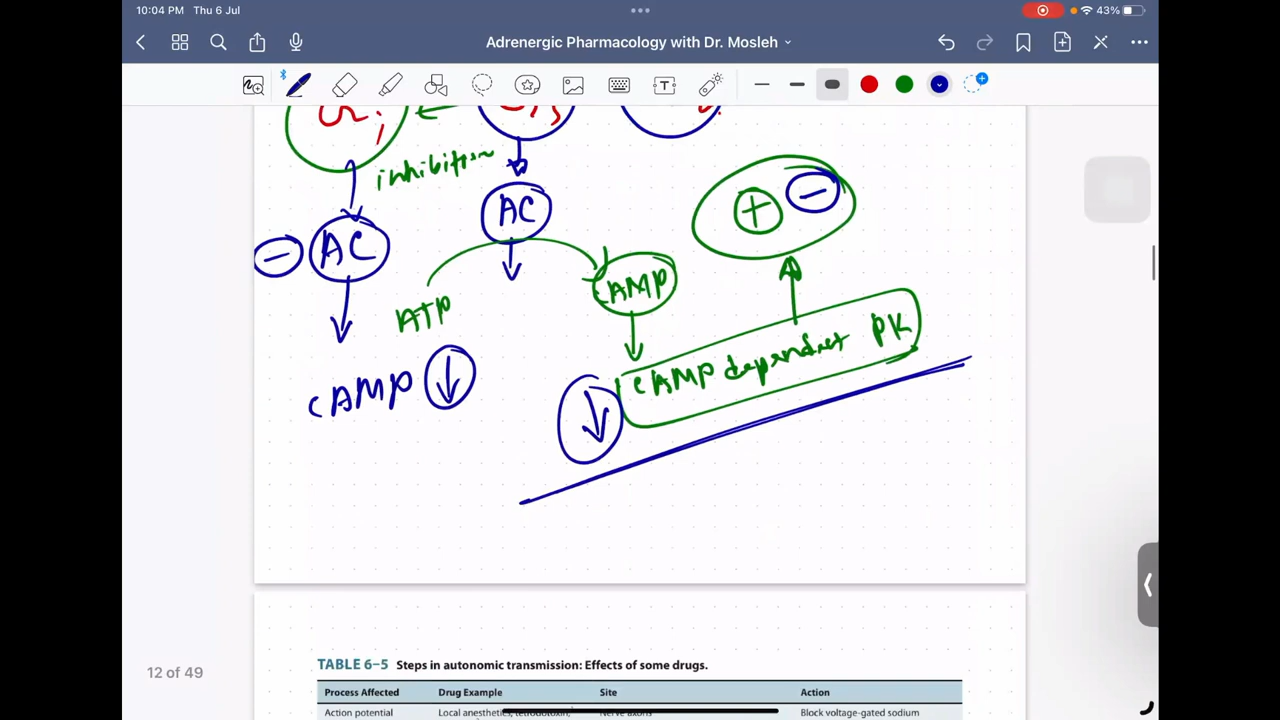 10:04 PM Thu 6 Jul
43%
Adrenergic Pharmacology with Dr. Mosleh
inhibition
AC
+ −
− AC
ATP
cAMP
cAMP dependent PK
cAMP ↓
↓
12 of 49
TABLE 6–5 Steps in autonomic transmission: Effects of some drugs.
Process Affected Drug Example Site Action
Action potential Local anesthetics, tetrodotoxin, Nerve axons Block voltage-gated sodium